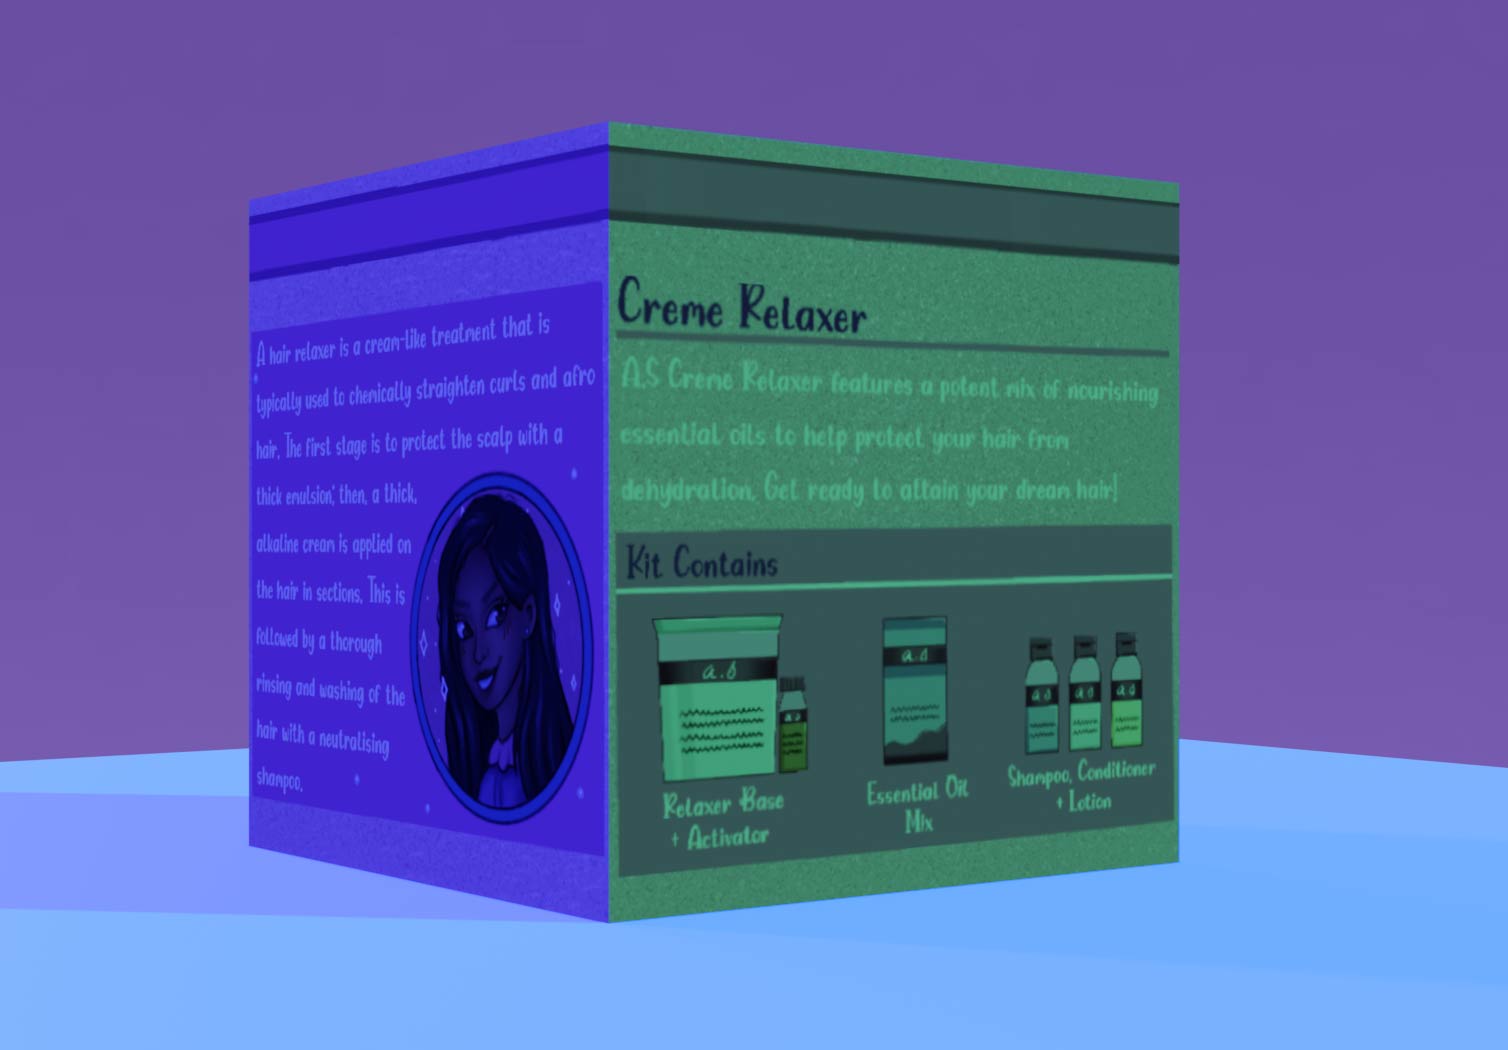 A hair relaxer is a cream-like treatment that is
typically used to chemically straighten curls and afro
hair. The first stage is to protect the scalp with a
thick emulsion; then, a thick,
alkaline cream is applied on
the hair in sections. This is
followed by a thorough
rinsing and washing of the
hair with a neutralising
shampoo.
Creme Relaxer
A.S Creme Relaxer features a potent mix of nourishing
essential oils to help protect your hair from
dehydration. Get ready to attain your dream hair!
Kit Contains
a.s
a.s
a.s
a.s
a.s
a.s
Relaxer Base
+ Activator
Essential Oil
Mix
Shampoo, Conditioner
+ Lotion